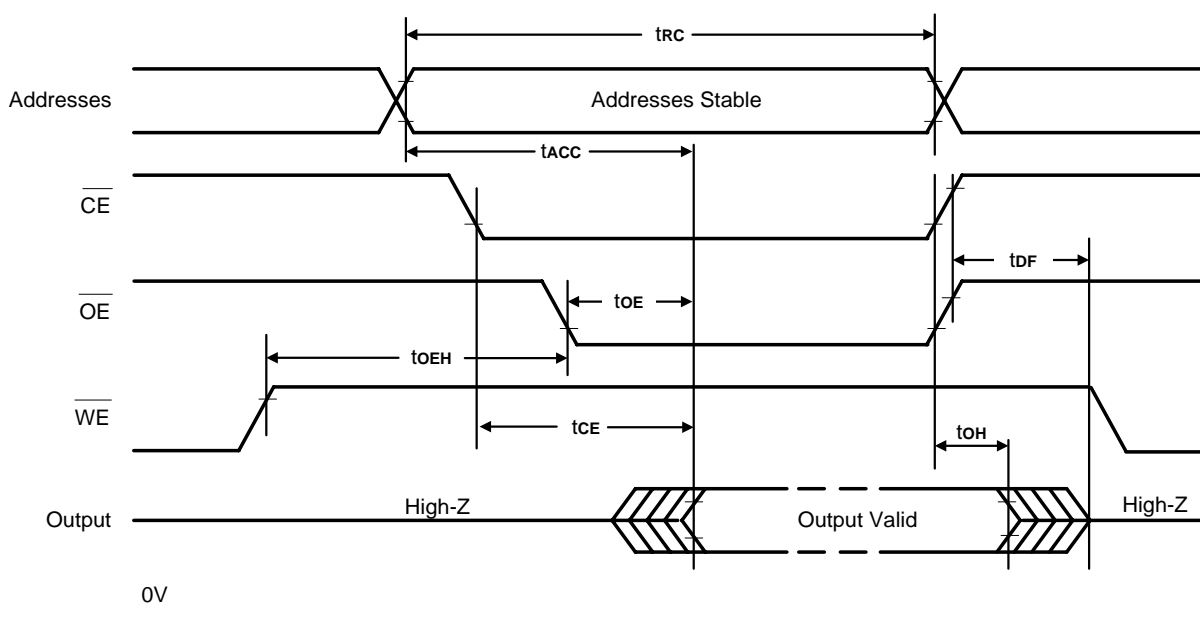 tRC
Addresses
Addresses Stable
tACC
CE
tDF
OE
tOE
tOEH
WE
tCE
tOH
High-Z
High-Z
Output
Output Valid
0V